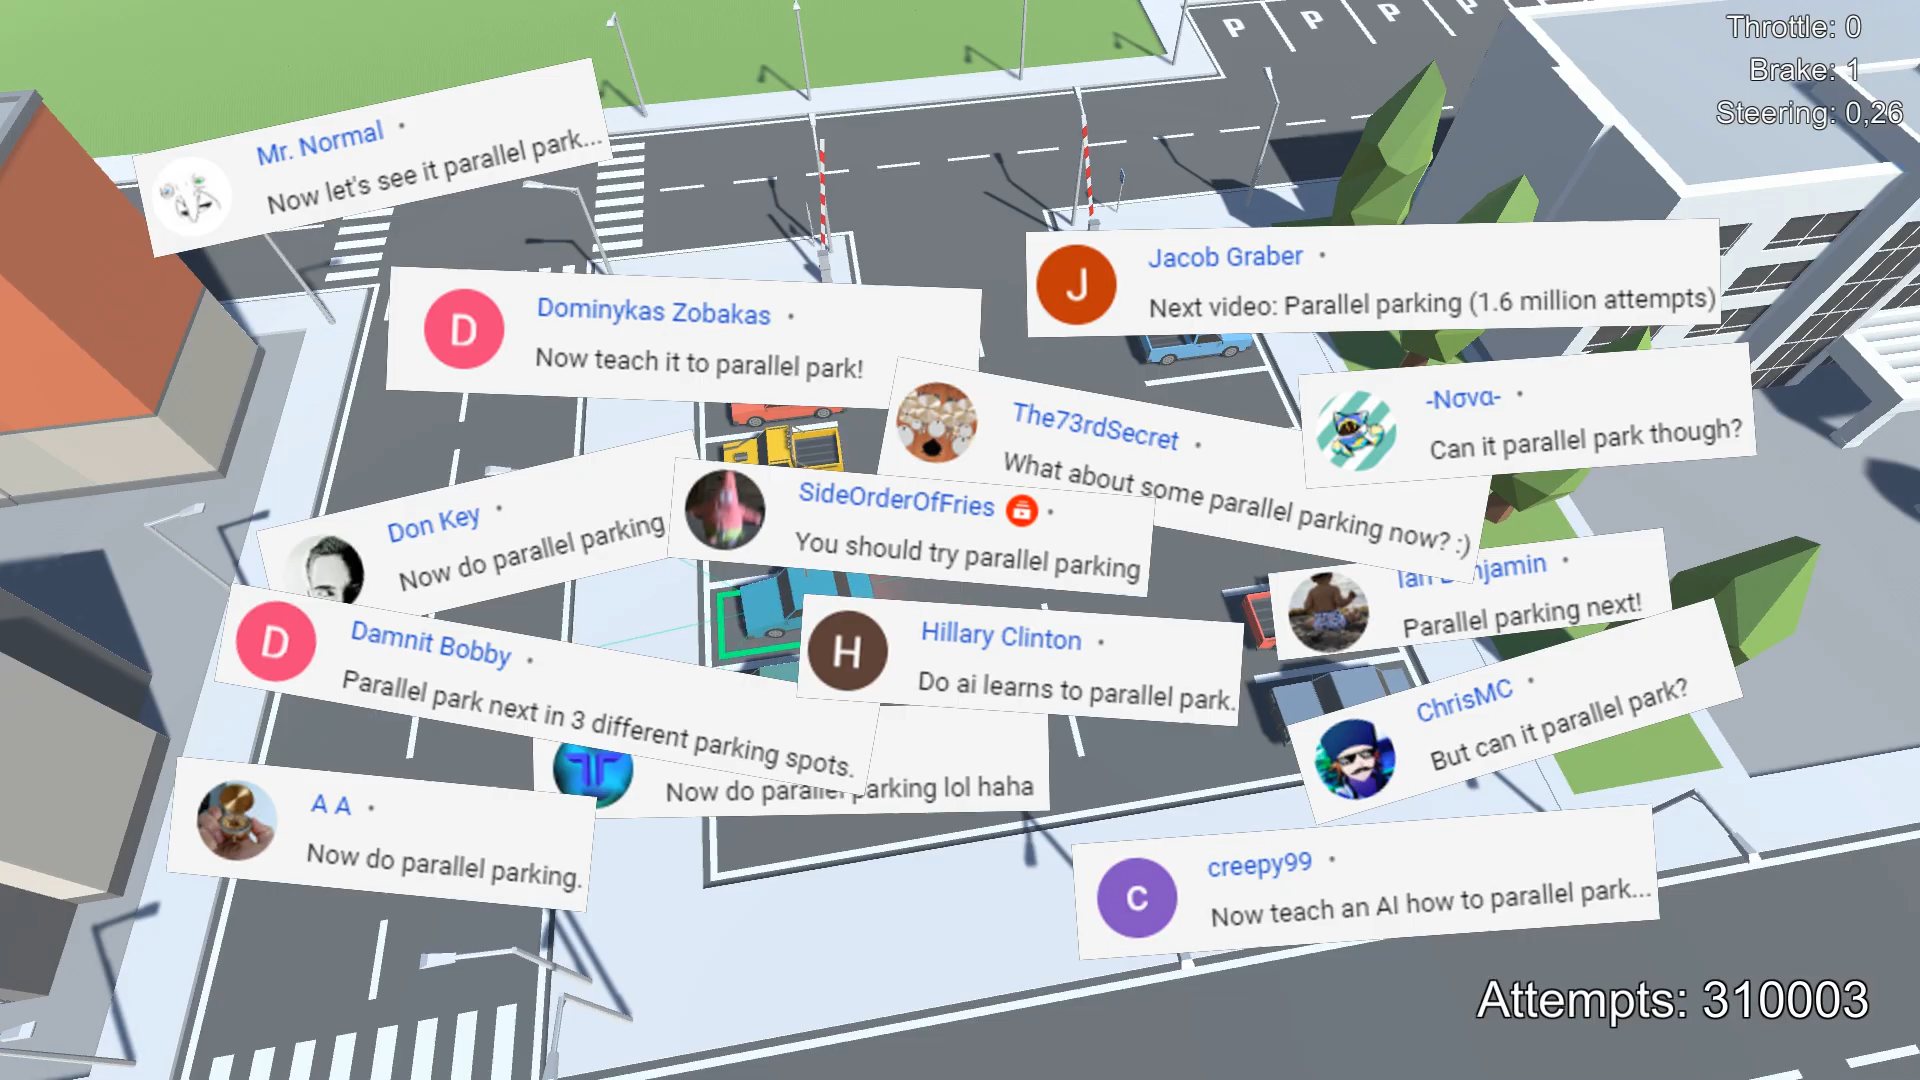 P P P P
Throttle: 0
Brake: 1
Steering: 0,26
Mr. Normal •
Now let's see it parallel park...
Jacob Graber •
Next video: Parallel parking (1.6 million attempts)
J
Dominykas Zobakas •
D
Now teach it to parallel park!
-Nσvα- •
Can it parallel park though?
The73rdSecret •
What about some parallel parking now? :)
Don Key •
Now do parallel parking
SideOrderOfFries •
You should try parallel parking
Parallel parking next!
D
Damnit Bobby •
Parallel park next in 3 different parking spots.
H
Hillary Clinton •
Do ai learns to parallel park.
ChrisMC •
But can it parallel park?
Now do parallel parking lol haha
A A •
Now do parallel parking.
C
creepy99 •
Now teach an AI how to parallel park...
Attempts: 310003